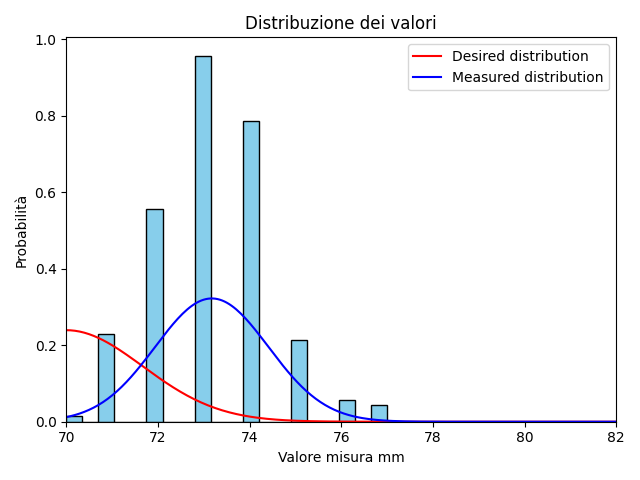 Distribuzione dei valori
Desired distribution
Measured distribution
Probabilità
1.0
0.8
0.6
0.4
0.2
0.0
70
72
74
76
78
80
82
Valore misura mm